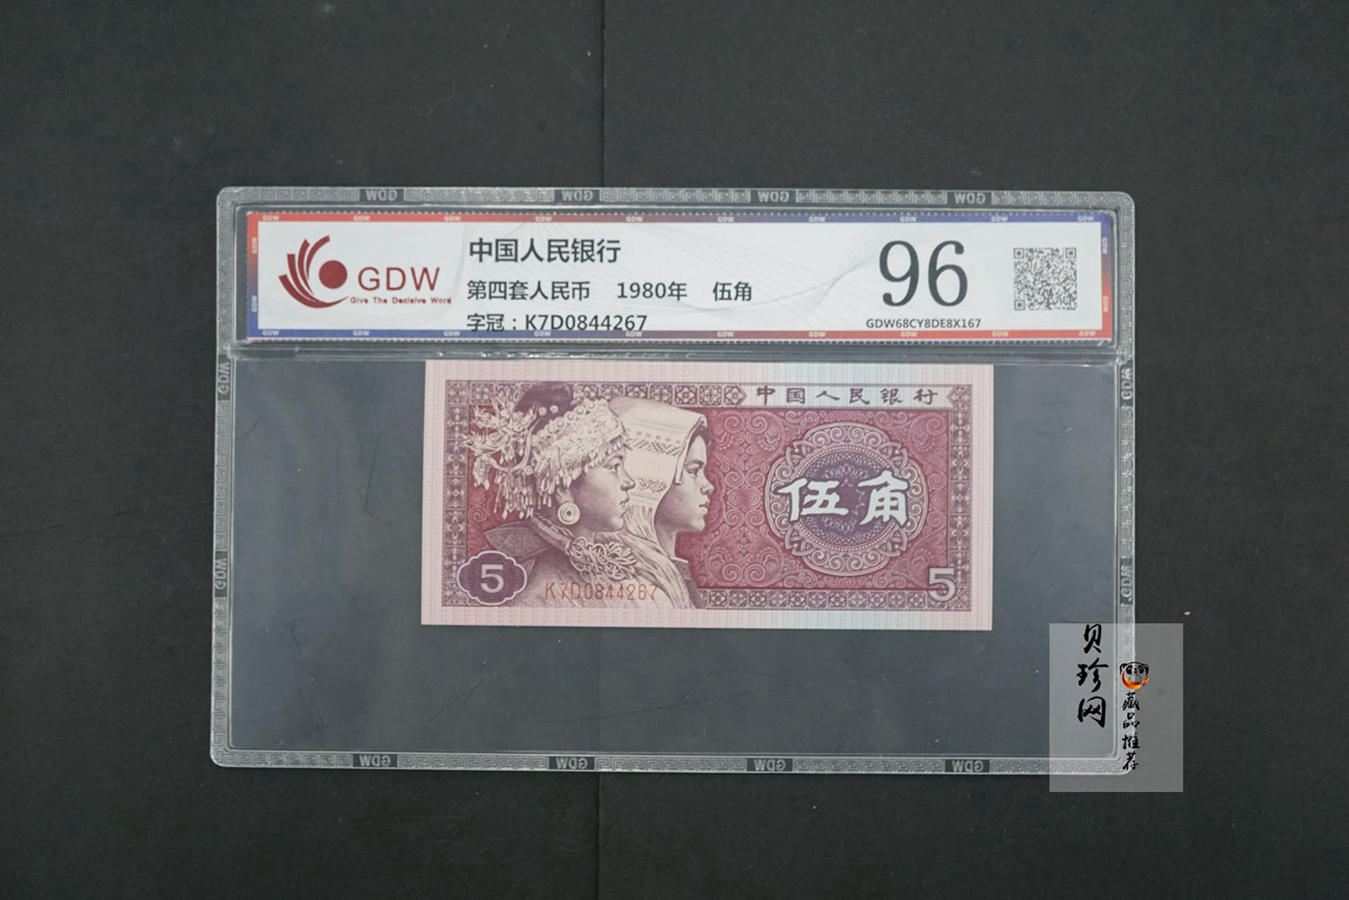 GDW
Give The Decisive Word
中国人民银行
第四套人民币 1980年 伍角
字冠：K7D0844267
96
GDW68CY8DE8X167
中国人民银行
伍角
5
K7D0844267
5
贝珍网
藏品推荐